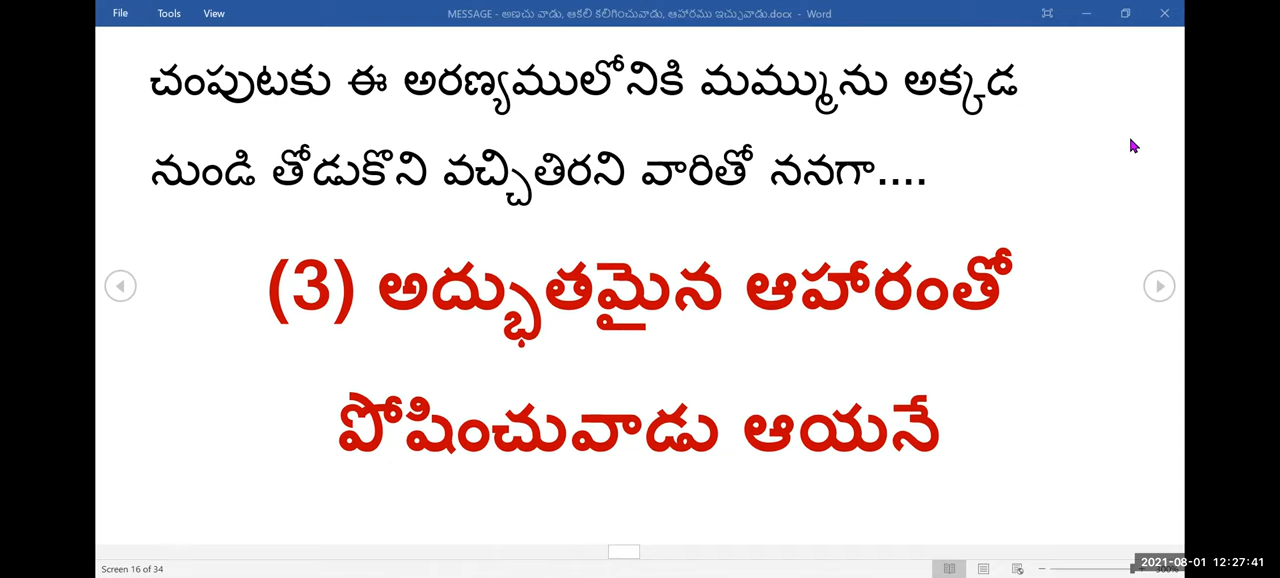 File Tools View MESSAGE - అణచు వాడు, ఆకలి కలిగించువాడు, ఆహారము ఇచ్చువాడు.docx - Word
చంపుటకు ఈ అరణ్యములోనికి మమ్మును అక్కడ
నుండి తోడుకొని వచ్చితిరని వారితో ననగా....
(3) అద్భుతమైన ఆహారంతో
పోషించువాడు ఆయనే
Screen 16 of 34
2021-08-01 12:27:41